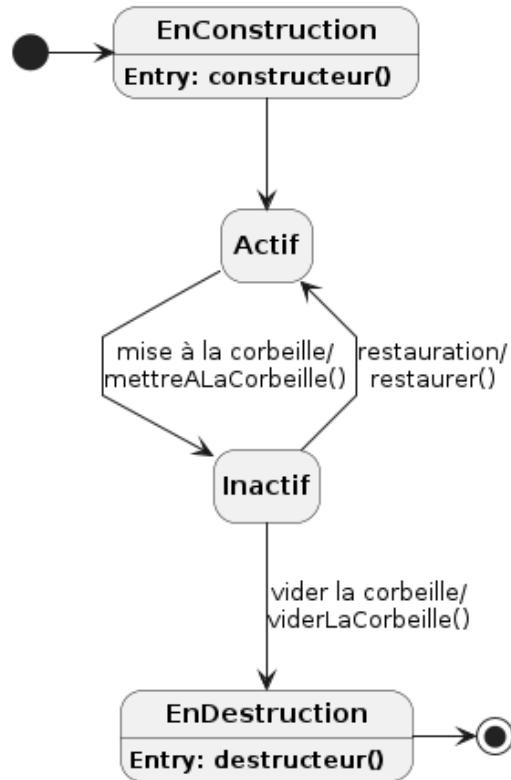 EnConstruction
Entry: constructeur()
Actif
mise à la corbeille/
mettreALaCorbeille()
restauration/
restaurer()
Inactif
vider la corbeille/
viderLaCorbeille()
EnDestruction
Entry: destructeur()